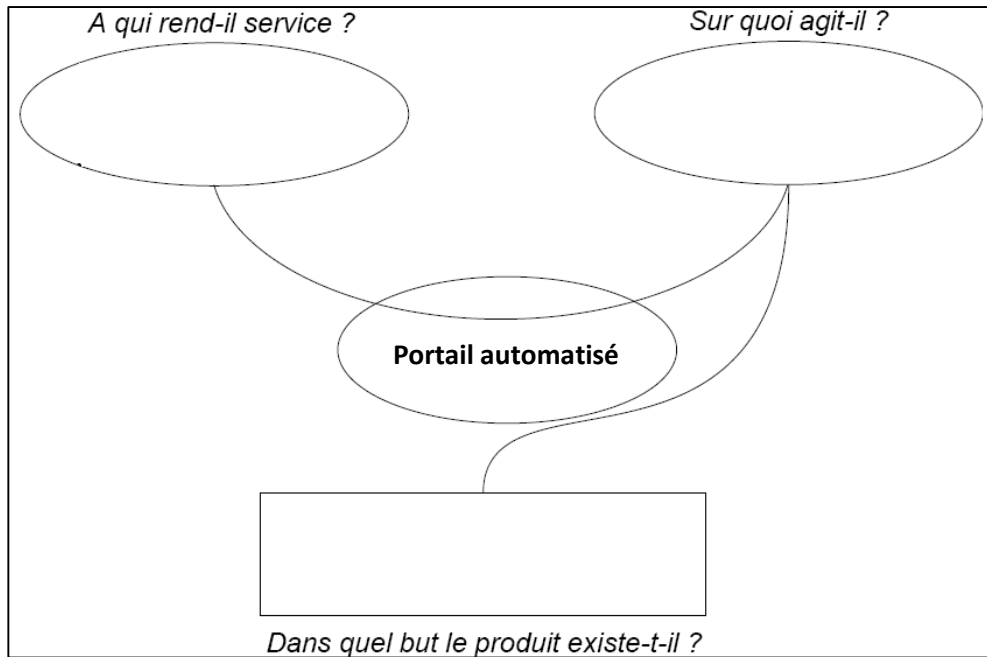 A qui rend-il service ?
Sur quoi agit-il ?
Portail automatisé
Dans quel but le produit existe-t-il ?